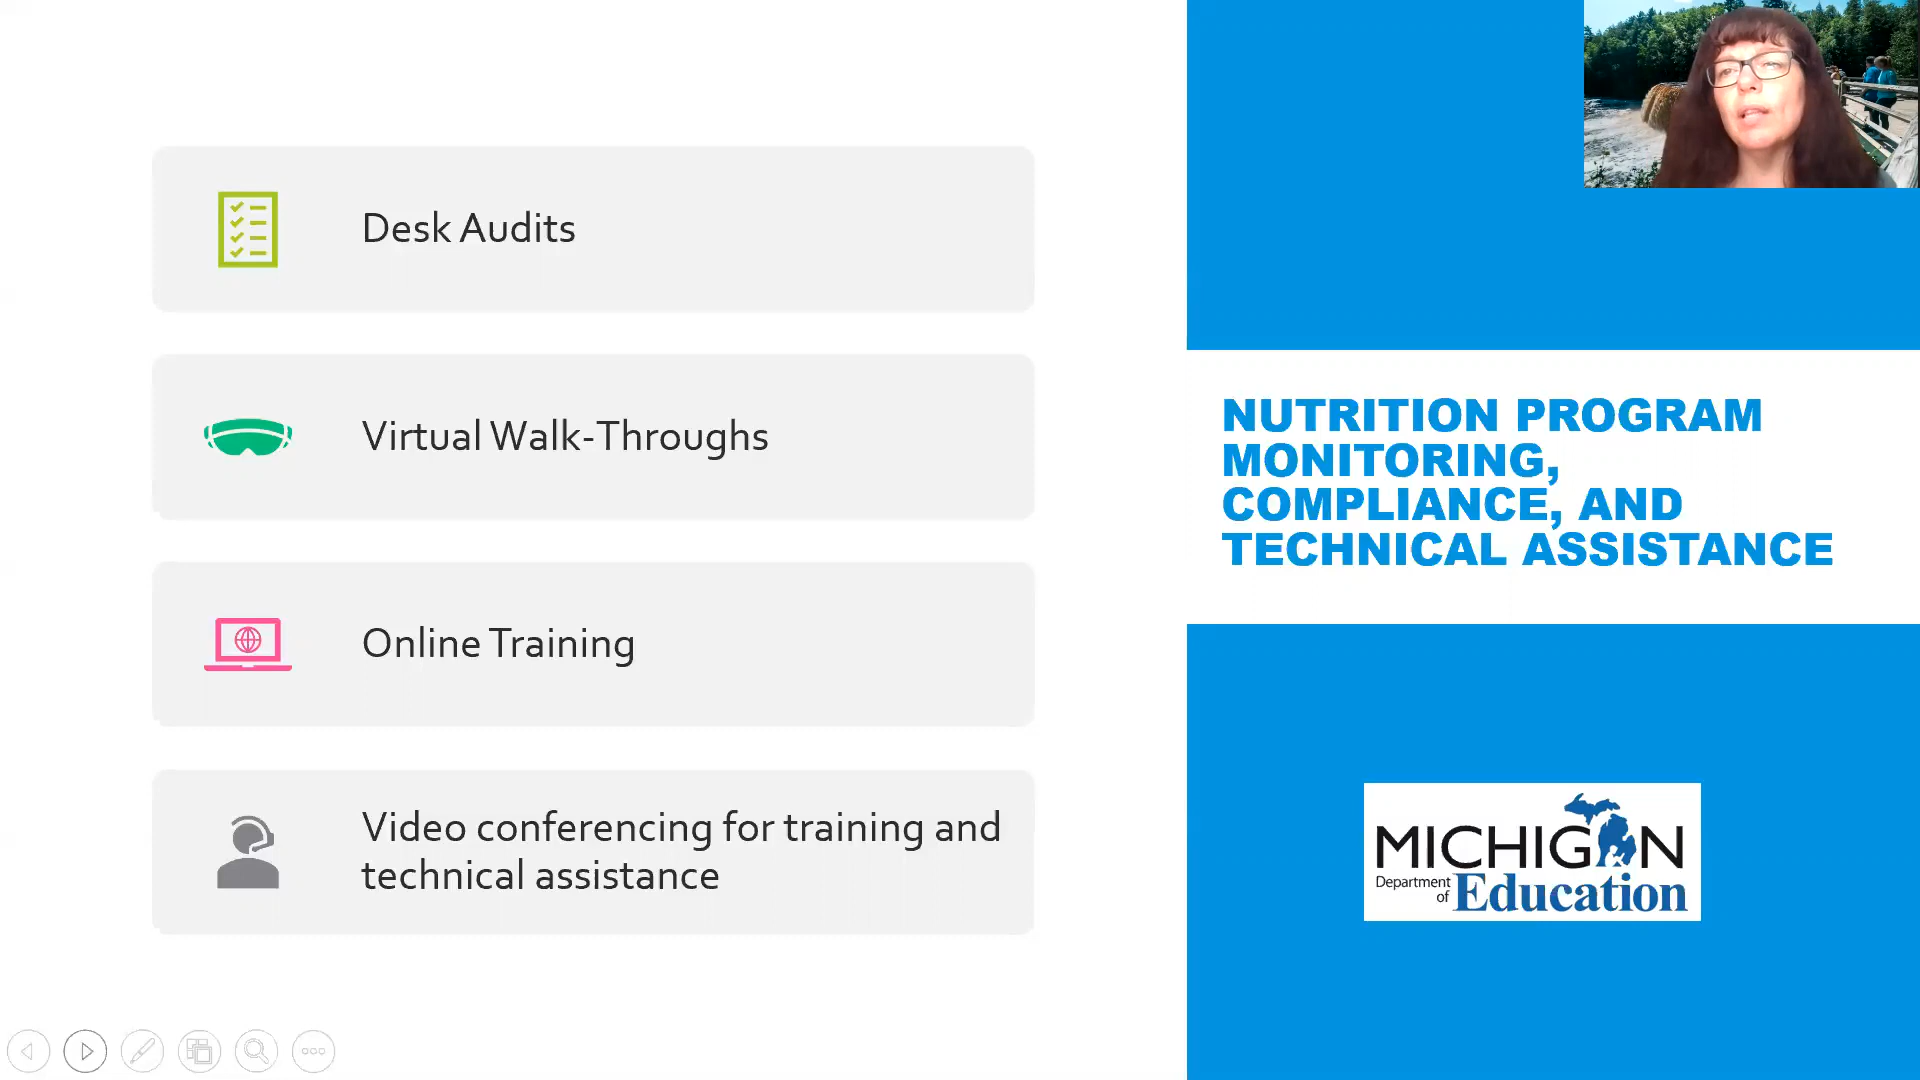 Desk Audits
Virtual Walk-Throughs
Online Training
Video conferencing for training and
technical assistance
NUTRITION PROGRAM
MONITORING,
COMPLIANCE, AND
TECHNICAL ASSISTANCE
MICHIGAN
Department
of Education